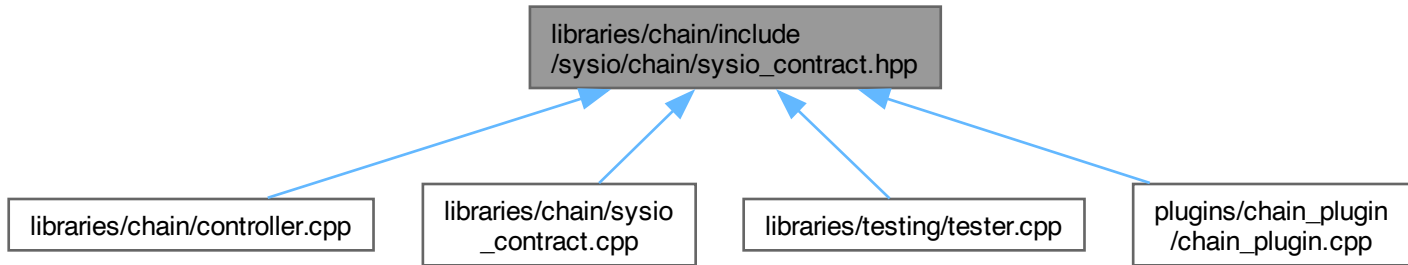 libraries/chain/include
/sysio/chain/sysio_contract.hpp
libraries/chain/controller.cpp
libraries/chain/sysio
_contract.cpp
libraries/testing/tester.cpp
plugins/chain_plugin
/chain_plugin.cpp